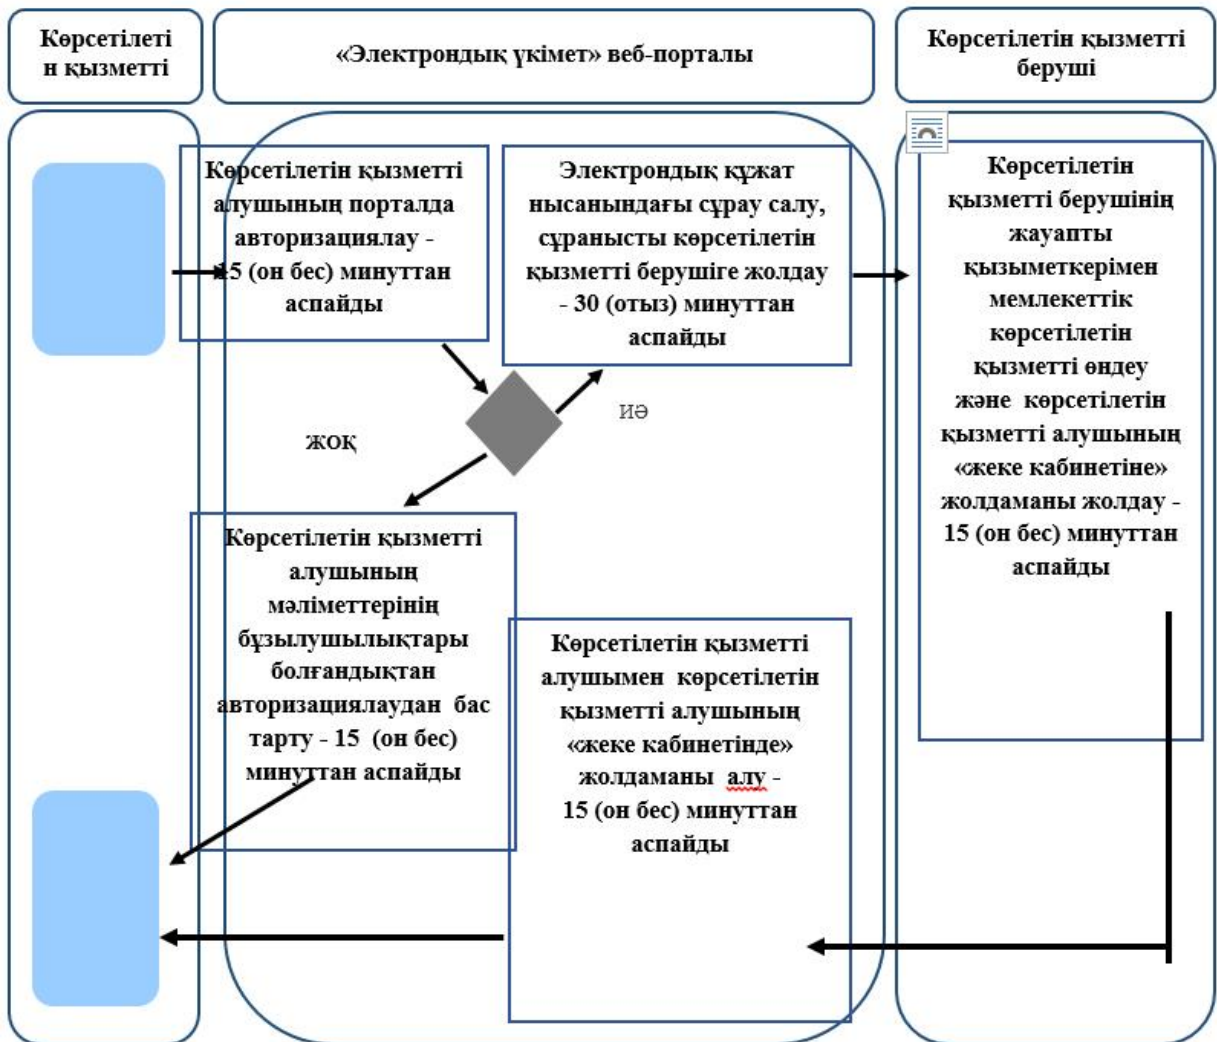 Көрсетілеті
н қызметті
«Электрондық үкімет» веб-порталы
Көрсетілетін қызметті
беруші
Көрсетілетін қызметті
алушының порталда
авторизациялау -
15 (он бес) минуттан
аспайды
Электрондық құжат
нысанындағы сұрау салу,
сұранысты көрсетілетін
қызметті берушіге жолдау
- 30 (отыз) минуттан
аспайды
Көрсетілетін
қызметті берушінің
жауапты
қызыметкерімен
мемлекеттік
көрсетілетін
қызметті өндеу
және көрсетілетін
қызметті алушының
«жеке кабинетіне»
жолдаманы жолдау -
15 (он бес) минуттан
аспайды
иә
жоқ
Көрсетілетін қызметті
алушының
мәліметтерінің
бұзылушылықтары
болғандықтан
авторизациялаудан бас
тарту - 15 (он бес)
минуттан аспайды
Көрсетілетін қызметті
алушымен көрсетілетін
қызметті алушының
«жеке кабинетінде»
жолдаманы алу -
15 (он бес) минуттан
аспайды